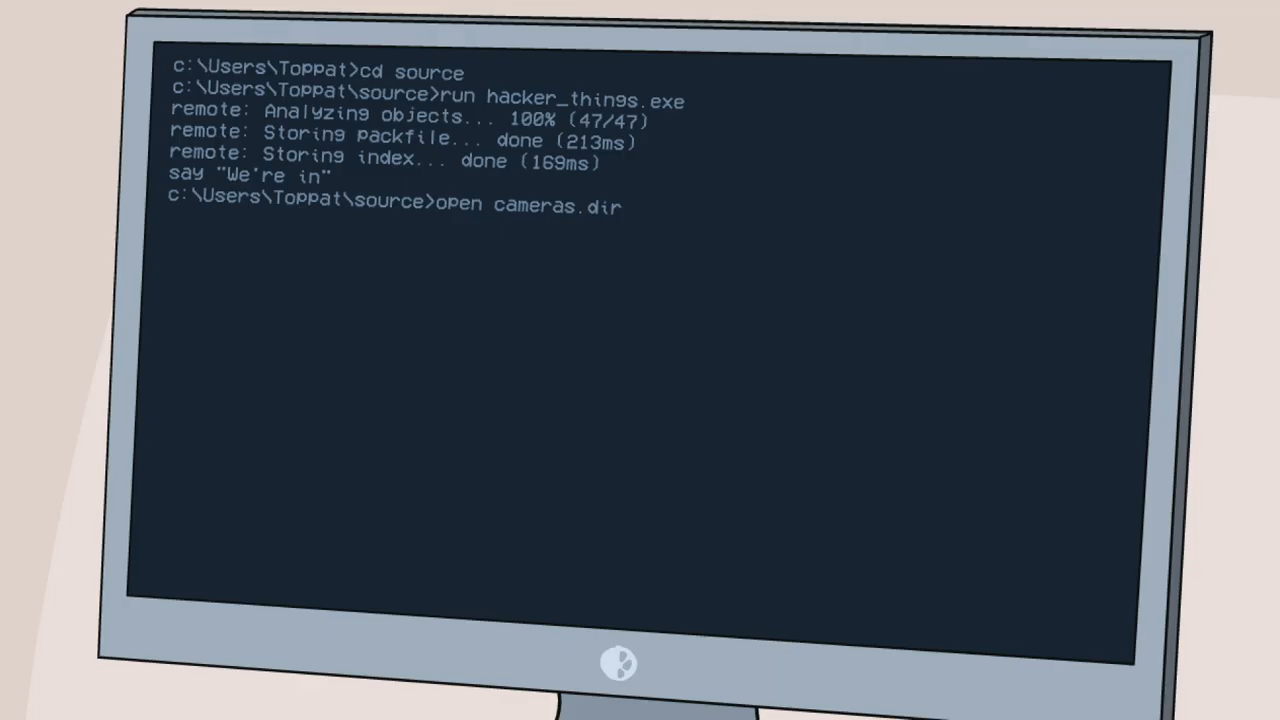 c:\Users\Toppat>cd source
c:\Users\Toppat\source>run hacker_things.exe
remote: Analyzing objects... 100% (47/47)
remote: Storing packfile... done (213ms)
remote: Storing index... done (169ms)
say "We're in"
c:\Users\Toppat\source>open cameras.dir